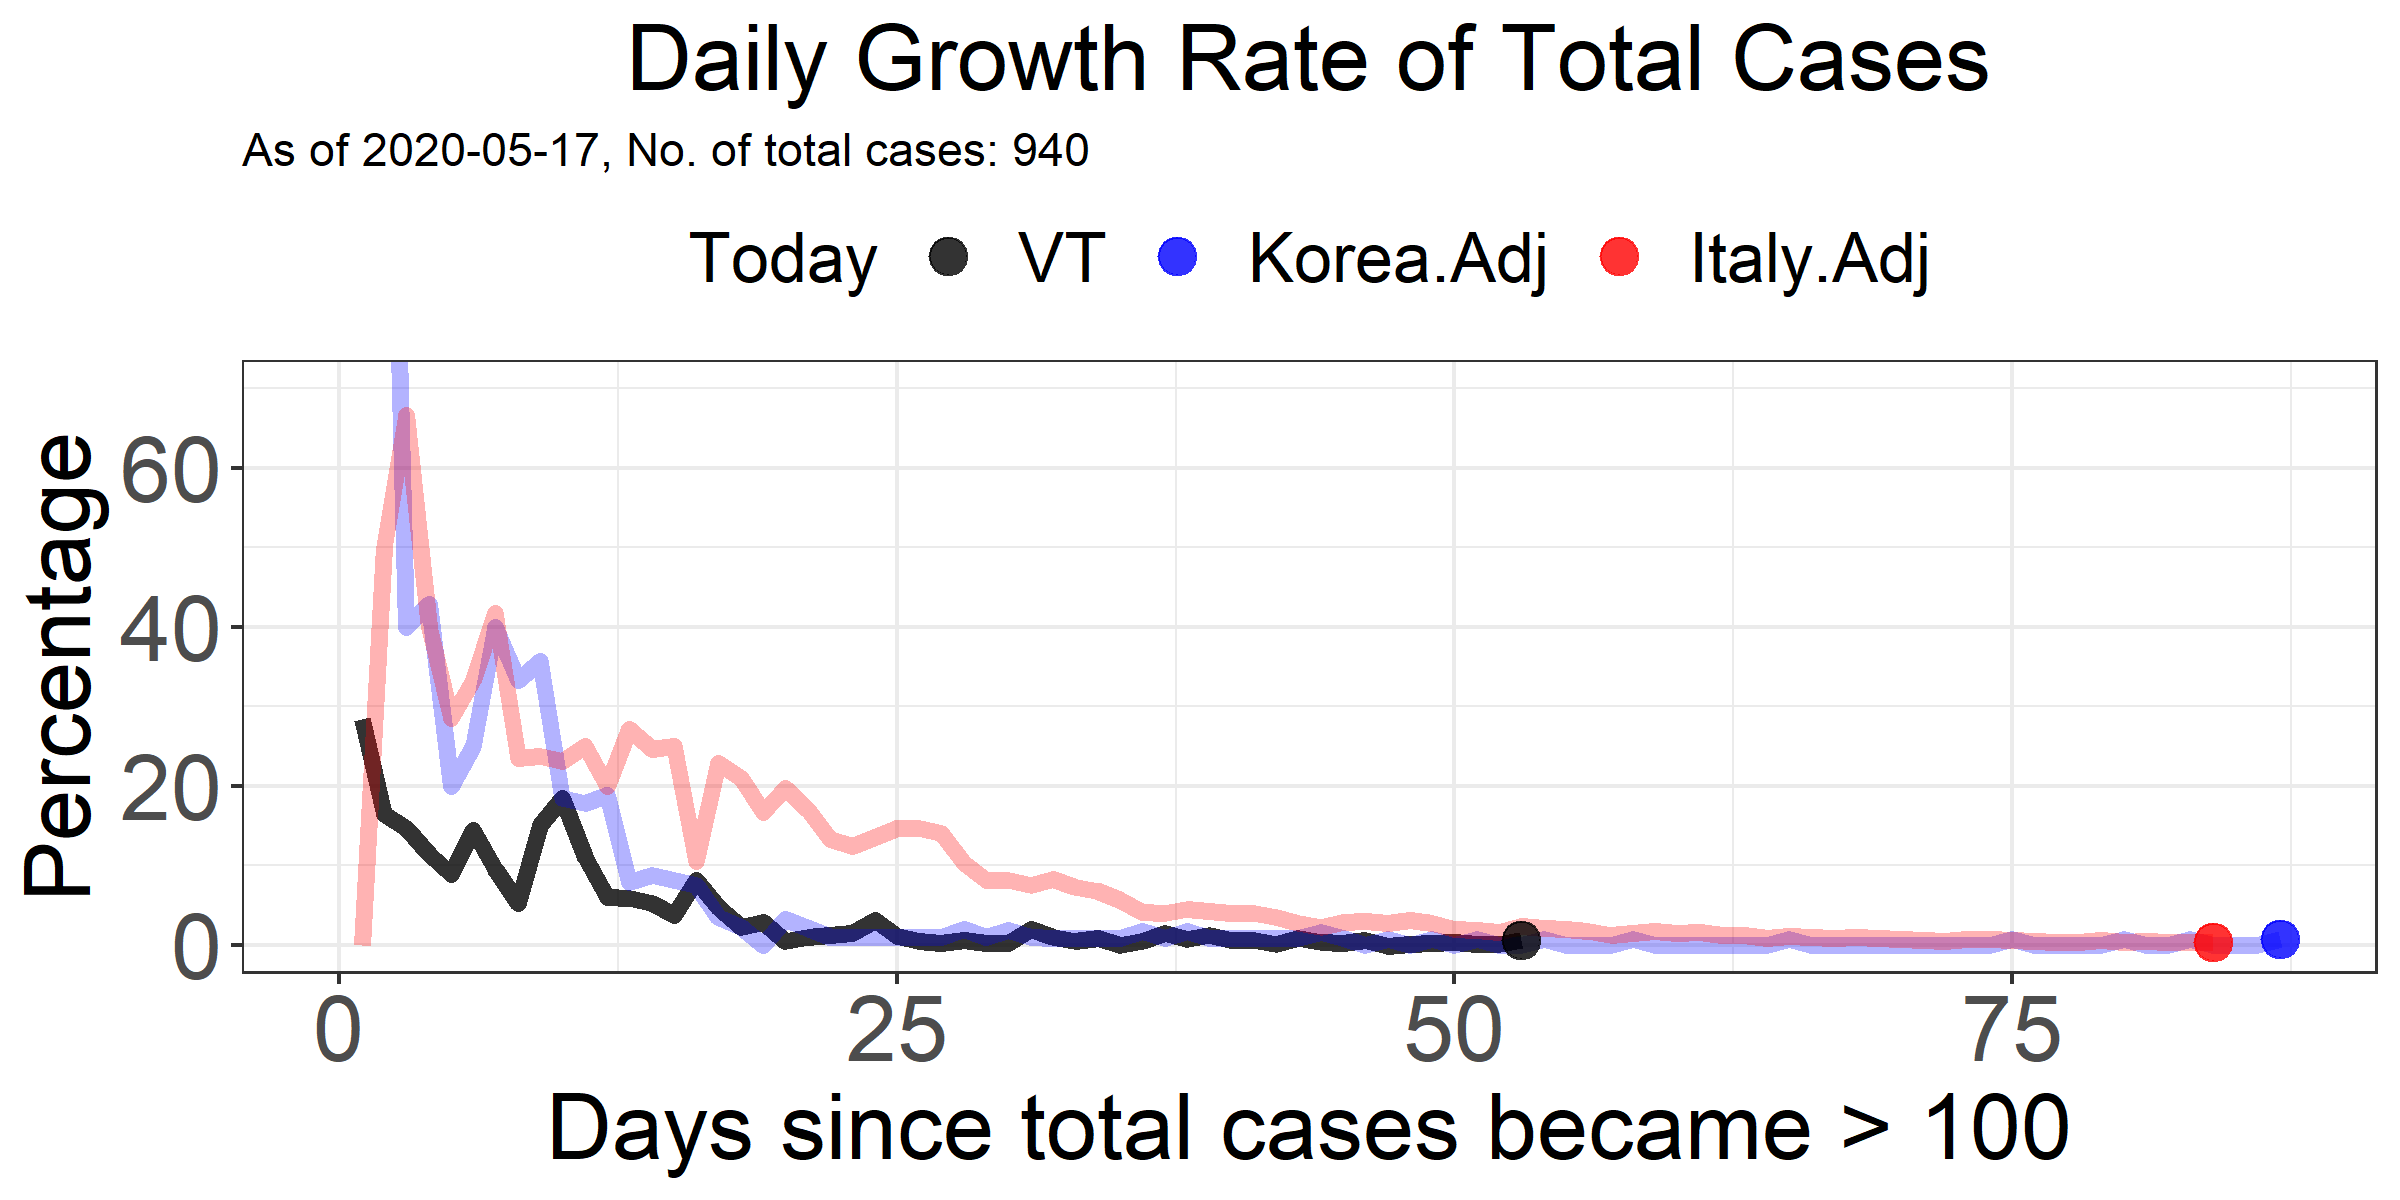 Daily Growth Rate of Total Cases
As of 2020-05-17, No. of total cases: 940
Today VT Korea.Adj Italy.Adj
Percentage
60
40
20
0
0 25 50 75
Days since total cases became > 100